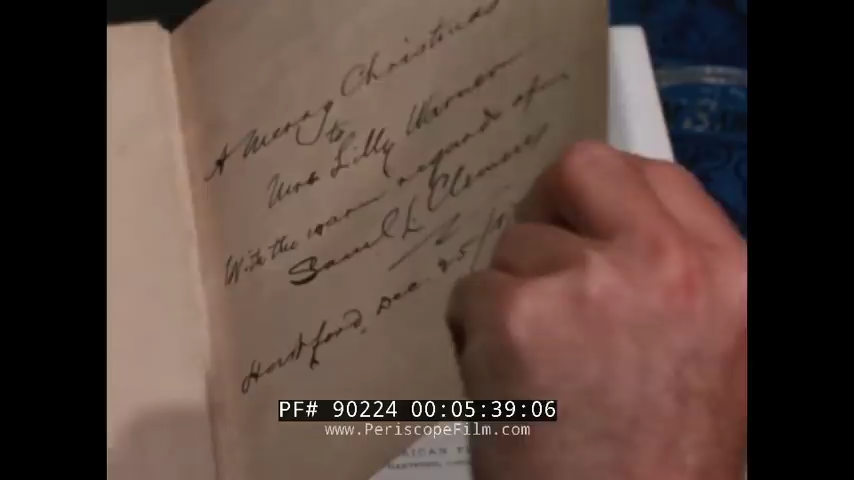 A Merry Christmas
to
Mrs Lilly Warner
With the warm regards of
Saml L. Clemens
Hartford, Dec. 25/
PF# 90224 00:05:39:06
www.PeriscopeFilm.com